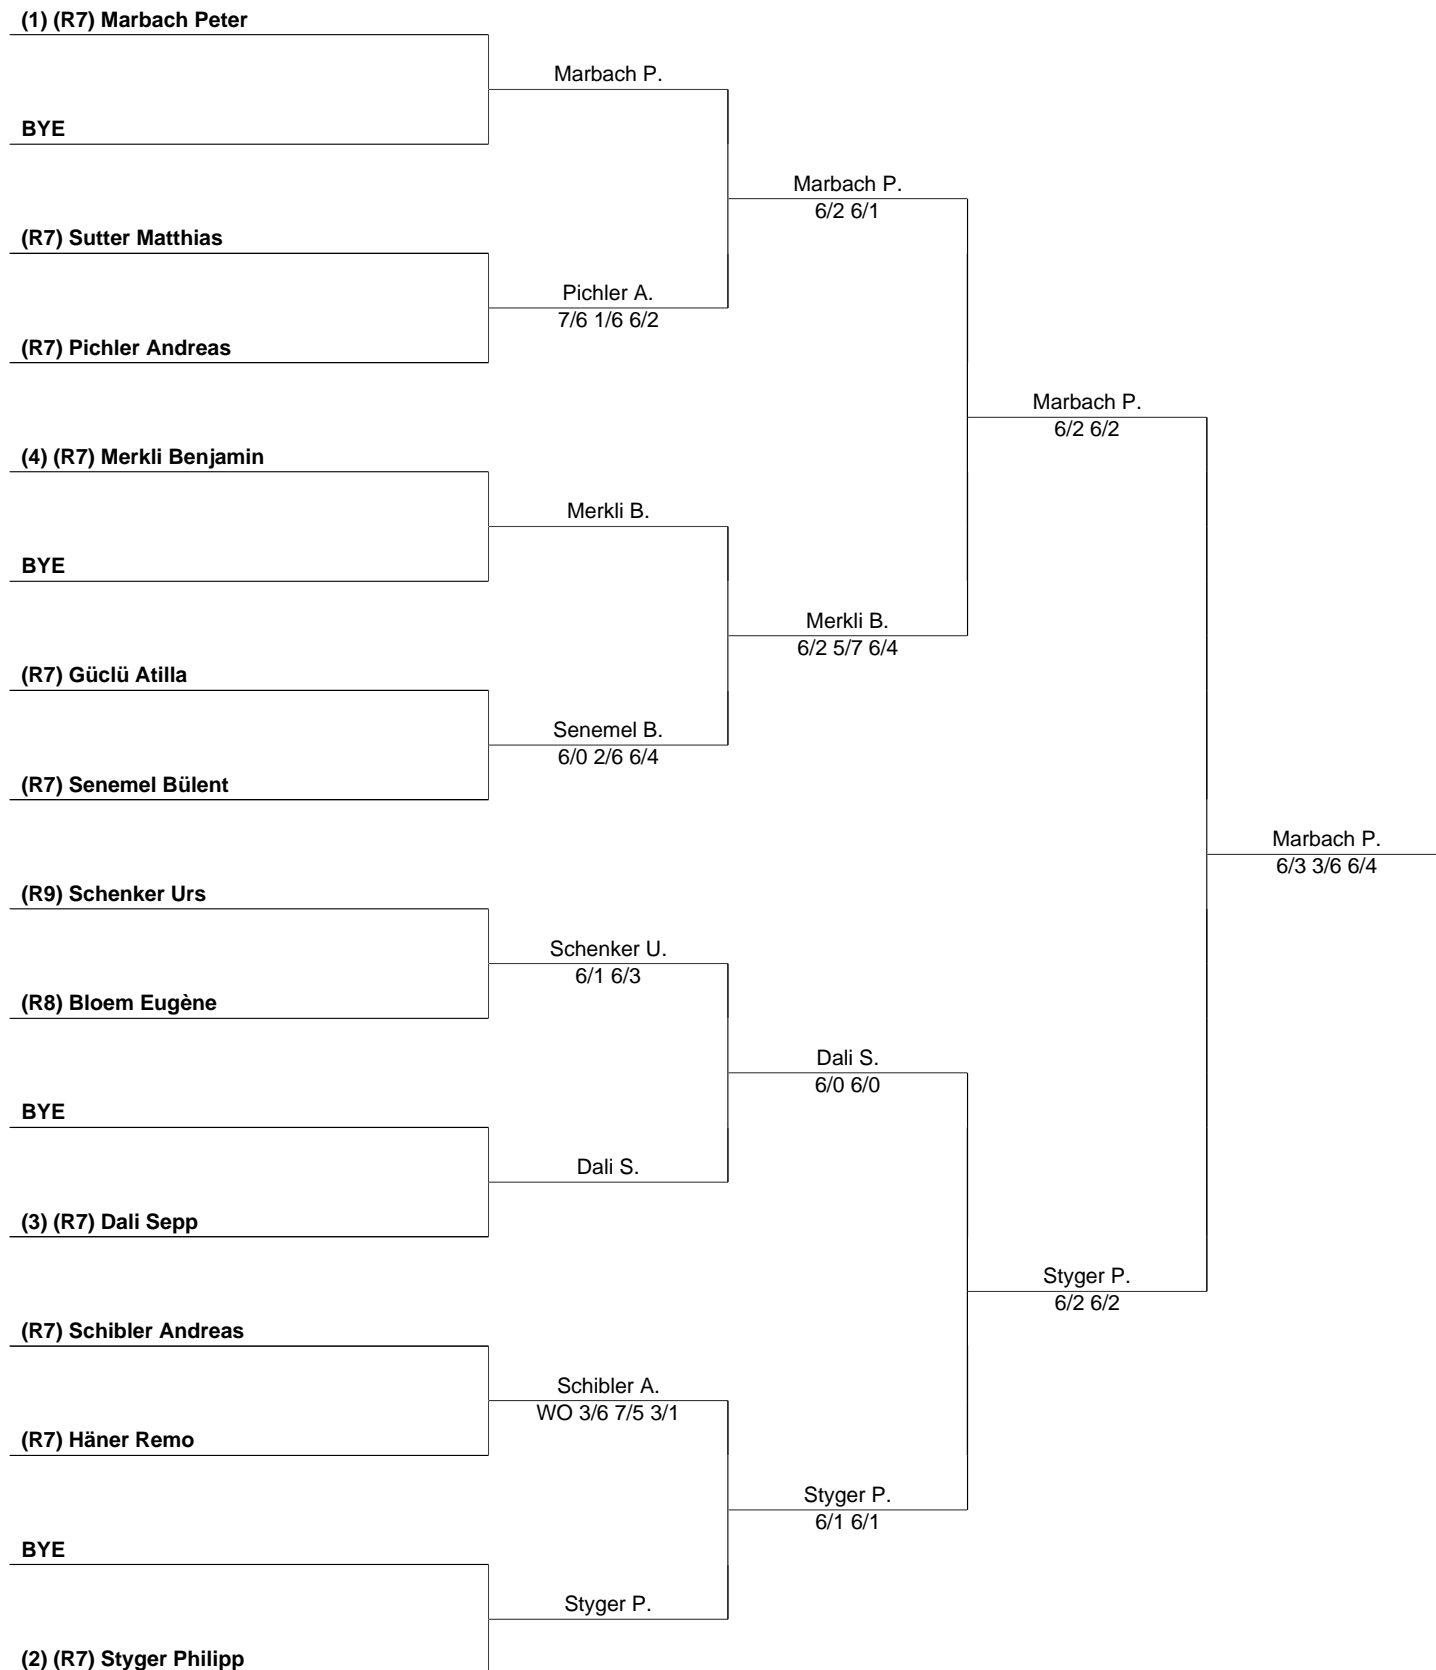 (1) (R7) Marbach Peter
Marbach P.
BYE
Marbach P.
6/2 6/1
(R7) Sutter Matthias
Pichler A.
7/6 1/6 6/2
(R7) Pichler Andreas
Marbach P.
6/2 6/2
(4) (R7) Merkli Benjamin
Merkli B.
BYE
Merkli B.
6/2 5/7 6/4
(R7) Güclü Atilla
Senemel B.
6/0 2/6 6/4
(R7) Senemel Bülent
Marbach P.
6/3 3/6 6/4
(R9) Schenker Urs
Schenker U.
6/1 6/3
(R8) Bloem Eugène
Dali S.
6/0 6/0
BYE
Dali S.
(3) (R7) Dali Sepp
Styger P.
6/2 6/2
(R7) Schibler Andreas
Schibler A.
WO 3/6 7/5 3/1
(R7) Häner Remo
Styger P.
6/1 6/1
BYE
Styger P.
(2) (R7) Styger Philipp